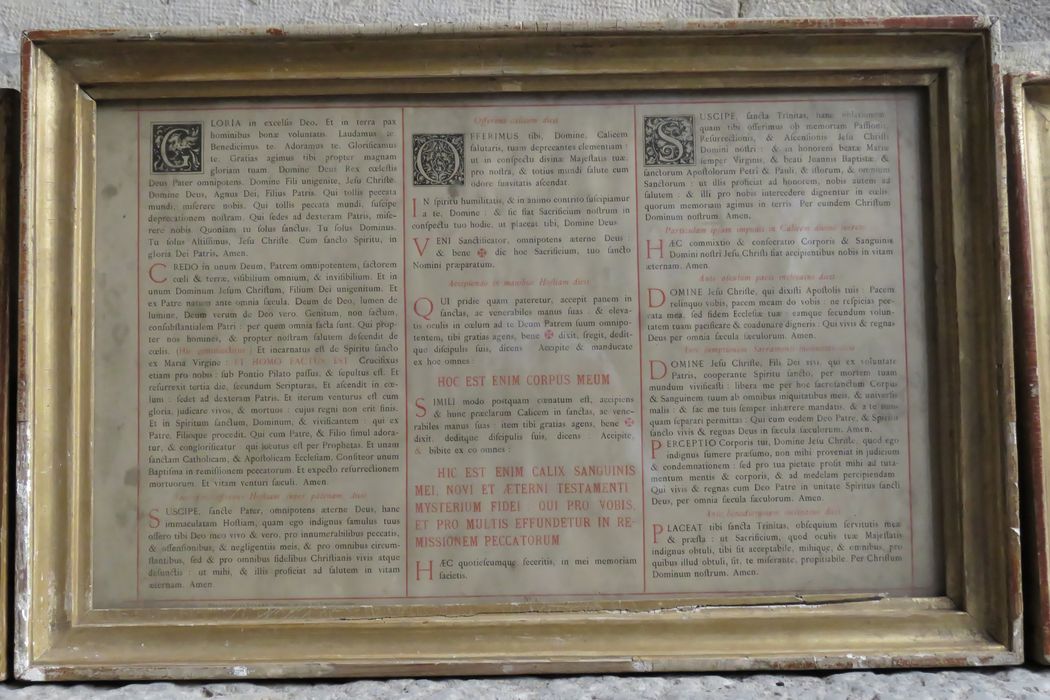 GLORIA in excelſis Deo. Et in terra pax
hominibus bonæ voluntatis. Laudamus te.
Benedicimus te. Adoramus te. Glorificamus
te. Gratias agimus tibi propter magnam
gloriam tuam. Domine Deus Rex cœleſtis
Deus Pater omnipotens. Domine Fili unigenite, Jeſu Chriſte.
Domine Deus, Agnus Dei, Filius Patris. Qui tollis peccata
mundi, miſerere nobis. Qui tollis peccata mundi, ſuſcipe
deprecationem noſtram. Qui ſedes ad dexteram Patris, miſe-
rere nobis. Quoniam tu ſolus ſanctus. Tu ſolus Dominus.
Tu ſolus Altiſſimus, Jeſu Chriſte. Cum ſancto Spiritu, in
gloria Dei Patris, Amen.
CREDO in unum Deum, Patrem omnipotentem, factorem
cœli & terræ, viſibilium omnium, & inviſibilium. Et in
unum Dominum Jeſum Chriſtum, Filium Dei unigenitum. Et
ex Patre natum ante omnia ſæcula. Deum de Deo, lumen de
lumine, Deum verum de Deo vero. Genitum, non factum,
conſubſtantialem Patri : per quem omnia facta ſunt. Qui prop-
ter nos homines, & propter noſtram ſalutem deſcendit de
cœlis. (Hic genuflectitur) Et incarnatus eſt de Spiritu ſancto
ex Maria Virgine : ET HOMO FACTUS EST Crucifixus
etiam pro nobis : ſub Pontio Pilato paſſus, & ſepultus eſt. Et
reſurrexit tertia die, ſecundum Scripturas. Et aſcendit in cœ-
lum : ſedet ad dexteram Patris. Et iterum venturus eſt cum
gloria, judicare vivos, & mortuos : cujus regni non erit finis.
Et in Spiritum ſanctum, Dominum, & vivificantem : qui ex
Patre, Filioque procedit. Qui cum Patre, & Filio ſimul adora-
tur, & conglorificatur : qui locutus eſt per Prophetas. Et unam
ſanctam Catholicam, & Apoſtolicam Eccleſiam. Confiteor unum
Baptiſma in remiſſionem peccatorum. Et expecto reſurrectionem
mortuorum. Et vitam venturi ſæculi. Amen.
Hostiam super patenam dicit
SUSCIPE, ſancte Pater, omnipotens æterne Deus, hanc
immaculatam Hoſtiam, quam ego indignus famulus tuus
offero tibi Deo meo vivo & vero, pro innumerabilibus peccatis,
& offenſionibus, & negligentiis meis, & pro omnibus circum-
ſtantibus, ſed & pro omnibus fidelibus Chriſtianis vivis atque
defunctis : ut mihi, & illis proficiat ad ſalutem in vitam
æternam. Amen.
Offerens calicem dicit
OFFERIMUS tibi, Domine, Calicem
ſalutaris, tuam deprecantes clementiam :
ut in conſpectu divinæ Majeſtatis tuæ,
pro noſtra, & totius mundi ſalute cum
odore ſuavitatis aſcendat.
IN ſpiritu humilitatis, & in animo contrito ſuſcipiamur
a te, Domine : & ſic fiat Sacrificium noſtrum in
conſpectu tuo hodie, ut placeat tibi, Domine Deus
VENI Sanctificator, omnipotens æterne Deus :
& bene ✠ dic hoc Sacrificium, tuo ſancto
Nomini præparatum.
Accipiendo in manibus Hostiam dicit
QUI pridie quam pateretur, accepit panem in
ſanctas, ac venerabiles manus ſuas : & eleva-
tis oculis in cœlum ad te Deum Patrem ſuum omnipo-
tentem, tibi gratias agens, bene ✠ dixit, fregit, dedit-
que diſcipulis ſuis, dicens : Accipite & manducate
ex hoc omnes :
HOC EST ENIM CORPUS MEUM
SIMILI modo postquam cœnatum eſt, accipiens
& hunc præclarum Calicem in ſanctas, ac vene-
rabiles manus ſuas : item tibi gratias agens, bene ✠
dixit deditque diſcipulis ſuis, dicens : Accipite,
& bibite ex eo omnes :
HIC EST ENIM CALIX SANGUINIS
MEI, NOVI ET ÆTERNI TESTAMENTI
MYSTERIUM FIDEI : QUI PRO VOBIS,
ET PRO MULTIS EFFUNDETUR IN RE-
MISSIONEM PECCATORUM
HÆC quotieſcumque feceritis, in mei memoriam
facietis.
SUSCIPE, ſancta Trinitas, hanc oblationem
quam tibi offerimus ob memoriam Paſſionis
Reſurrectionis, & Aſcenſionis Jeſu Chriſti
Domini noſtri : & in honorem beatæ Mariæ
ſemper Virginis, & beati Joannis Baptiſtæ &
ſanctorum Apoſtolorum Petri & Pauli, & iſtorum, & omnium
Sanctorum : ut illis proficiat ad honorem, nobis autem ad
ſalutem : & illi pro nobis intercedere dignentur in cœlis,
quorum memoriam agimus in terris. Per eumdem Chriſtum
Dominum noſtrum. Amen.
Particulam ipsam immittit in Calicem dicens secreto
HÆC commixtio & conſecratio Corporis & Sanguinis
Domini noſtri Jeſu Chriſti fiat accipientibus nobis in vitam
æternam. Amen.
Ante osculum pacis inclinatus dicit
DOMINE Jeſu Chriſte, qui dixiſti Apoſtolis tuis : Pacem
relinquo vobis, pacem meam do vobis : ne reſpicias pec-
cata mea, ſed fidem Eccleſiæ tuæ : eamque ſecundum volun-
tatem tuam pacificare & coadunare digneris : Qui vivis & regnas
Deus per omnia ſæcula ſæculorum. Amen.
Ante sumptionem Sacramenti inclinatus dicit
DOMINE Jeſu Chriſte, Fili Dei vivi, qui ex voluntate
Patris, cooperante Spiritu ſancto, per mortem tuam
mundum vivificaſti : libera me per hoc ſacroſanctum Corpus
& Sanguinem tuum ab omnibus iniquitatibus meis, & univerſis
malis : & fac me tuis ſemper inhærere mandatis, & a te nun-
quam ſeparari permittas : Qui cum eodem Deo Patre, & Spiritu
ſancto vivis & regnas Deus in ſæcula ſæculorum. Amen.
PERCEPTIO Corporis tui, Domine Jeſu Chriſte, quod ego
indignus ſumere præſumo, non mihi proveniat in judicium
& condemnationem : ſed pro tua pietate proſit mihi ad tuta-
mentum mentis & corporis, & ad medelam percipiendam
Qui vivis & regnas cum Deo Patre in unitate Spiritus ſancti
Deus, per omnia ſæcula ſæculorum. Amen.
Ante benedictionem inclinatus dicit
PLACEAT tibi ſancta Trinitas, obſequium ſervitutis meæ
& præſta : ut Sacrificium, quod oculis tuæ Majeſtatis
indignus obtuli, tibi ſit acceptabile, mihique, & omnibus, pro
quibus illud obtuli, ſit, te miſerante, propitiabile. Per Chriſtum
Dominum noſtrum. Amen.